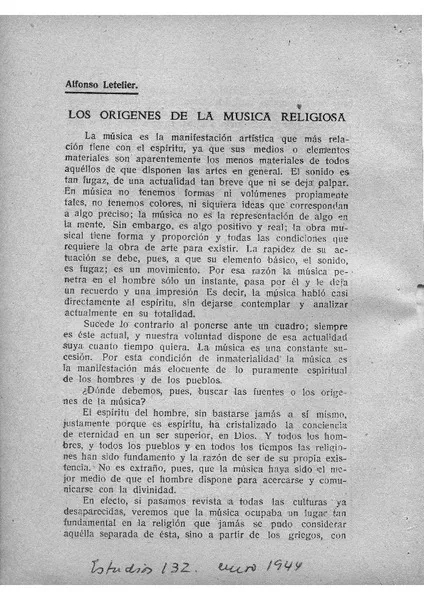 Alfonso Letelier.
LOS ORIGENES DE LA MUSICA RELIGIOSA
La música es la manifestación artística que más rela-
ción tiene con el espíritu, ya que sus medios o elementos
materiales son aparentemente los menos materiales de todos
aquéllos de que disponen las artes en general. El sonido es
tan fugaz, de una actualidad tan breve que ni se deja palpar.
En música no tenemos formas ni volúmenes propiamente
tales, no tenemos colores, ni siquiera ideas que correspondan
a algo preciso; la música no es la representación de algo en
la mente. Sin embargo, es algo positivo y real; la obra mu-
sical tiene forma y proporción y todas las condiciones que
requiere la obra de arte para existir. La rapidez de su ac-
tuación se debe, pues, a que su elemento básico, el sonido,
es fugaz; es un movimiento. Por esa razón la música pe-
netra en el hombre sólo un instante, pasa por él y le deja
un recuerdo y una impresión Es decir, la música habló casi
directamente al espíritu, sin dejarse contemplar y analizar
actualmente en su totalidad.
Sucede lo contrario al ponerse ante un cuadro; siempre
es éste actual, y nuestra voluntad dispone de esa actualidad
suya cuanto tiempo quiera. La música es una constante su-
cesión. Por esta condición de inmaterialidad la música es
la manifestación más elocuente de lo puramente espiritual
de los hombres y de los pueblos.
¿Dónde debemos, pues, buscar las fuentes o los oríge-
nes de la música?
El espíritu del hombre, sin bastarse jamás a sí mismo,
justamente porque es espíritu, ha cristalizado la conciencia
de eternidad en un ser superior, en Dios. Y todos los hom-
bres, y todos los pueblos y en todos los tiempos las religio-
nes han sido fundamento y la razón de ser de su propia exis-
tencia. No es extraño, pues, que la música haya sido el me-
jor medio de que el hombre dispone para acercarse y comu-
nicarse con la divinidad.
En efecto, si pasamos revista a todas las culturas ya
desaparecidas, veremos que la música ocupaba un lugar tan
fundamental en la religión que jamás se pudo considerar
aquélla separada de ésta, sino a partir de los griegos, con
Estudios 132. enero 1944